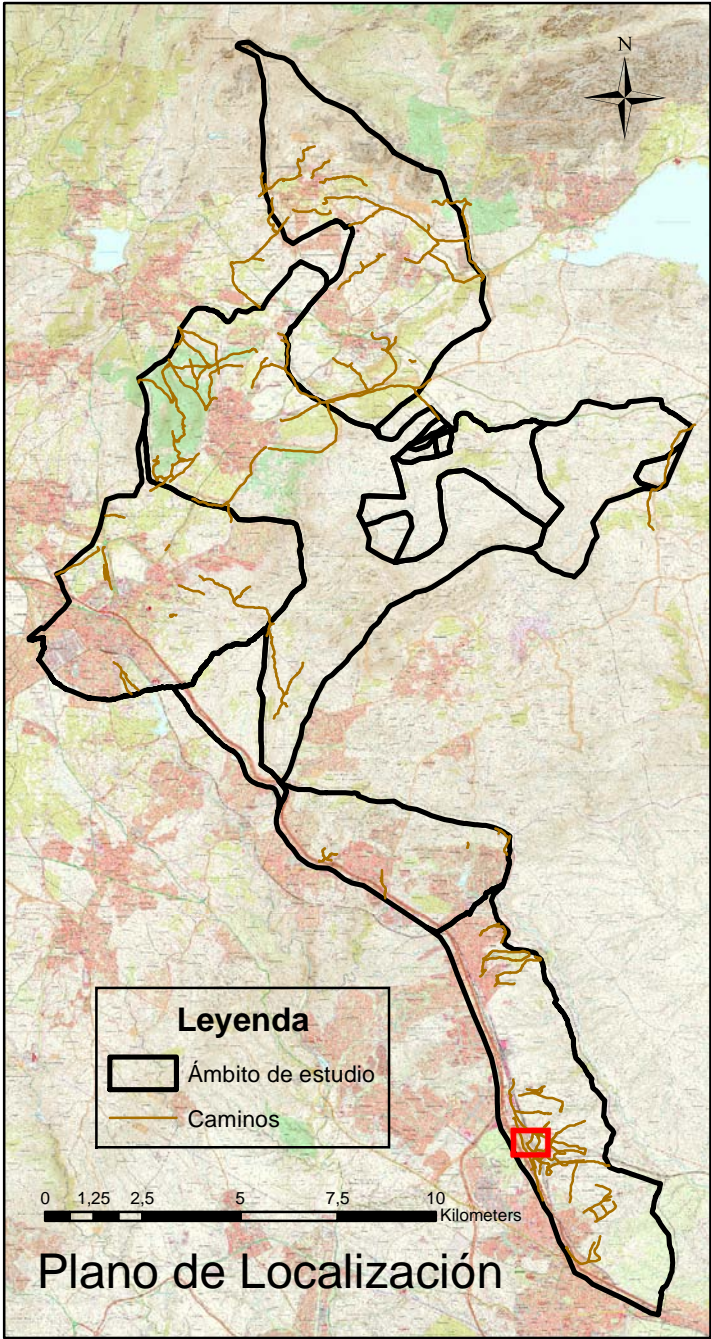 N
Leyenda
Ámbito de estudio
Caminos
0 1,25 2,5 5 7,5 10
Kilometers
Plano de Localización